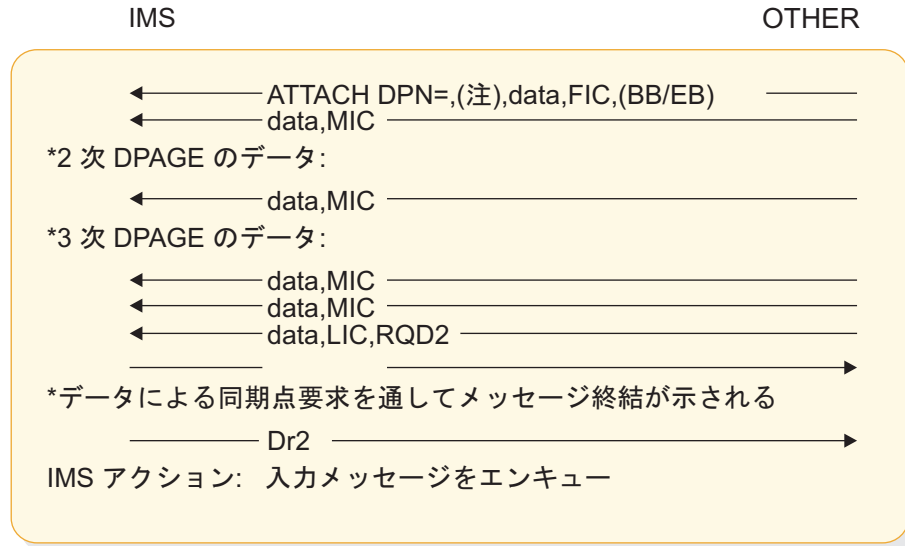 IMS OTHER
ATTACH DPN=,(注),data,FIC,(BB/EB)
data,MIC
*2 次 DPAGE のデータ:
data,MIC
*3 次 DPAGE のデータ:
data,MIC
data,MIC
data,LIC,RQD2
*データによる同期点要求を通してメッセージ終結が示される
Dr2
IMS アクション: 入力メッセージをエンキュー